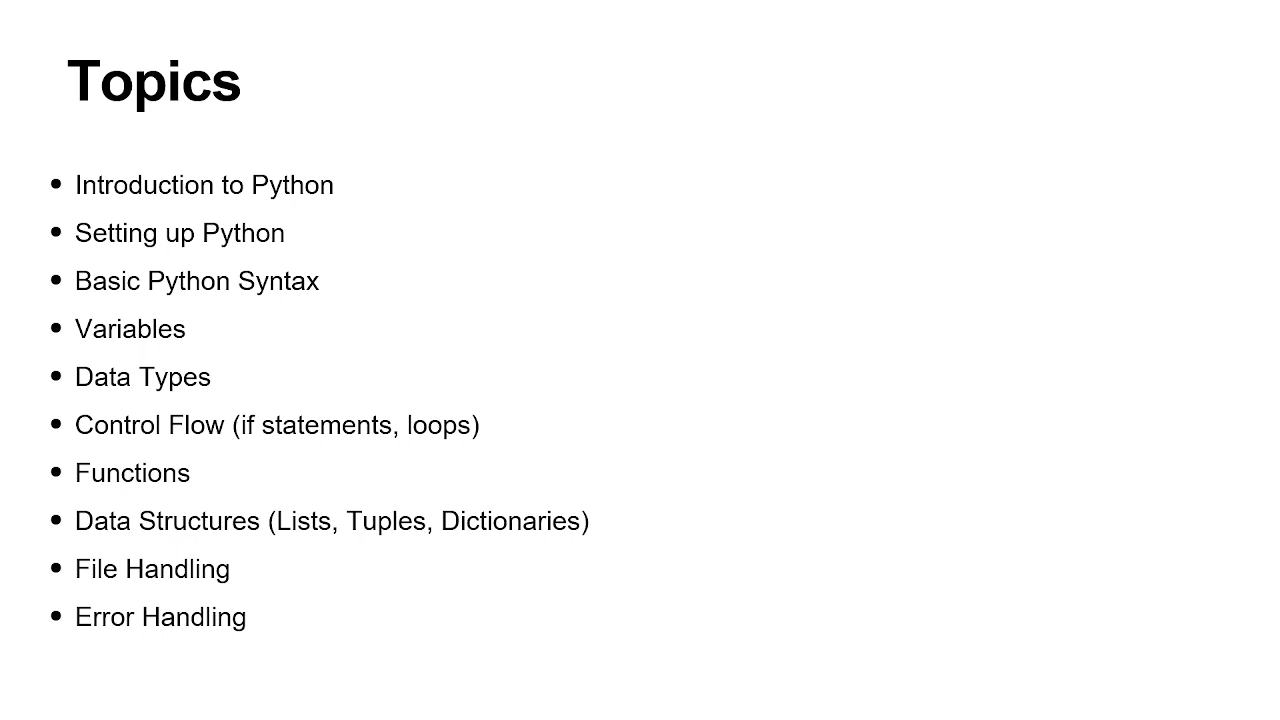 Topics
• Introduction to Python
• Setting up Python
• Basic Python Syntax
• Variables
• Data Types
• Control Flow (if statements, loops)
• Functions
• Data Structures (Lists, Tuples, Dictionaries)
• File Handling
• Error Handling